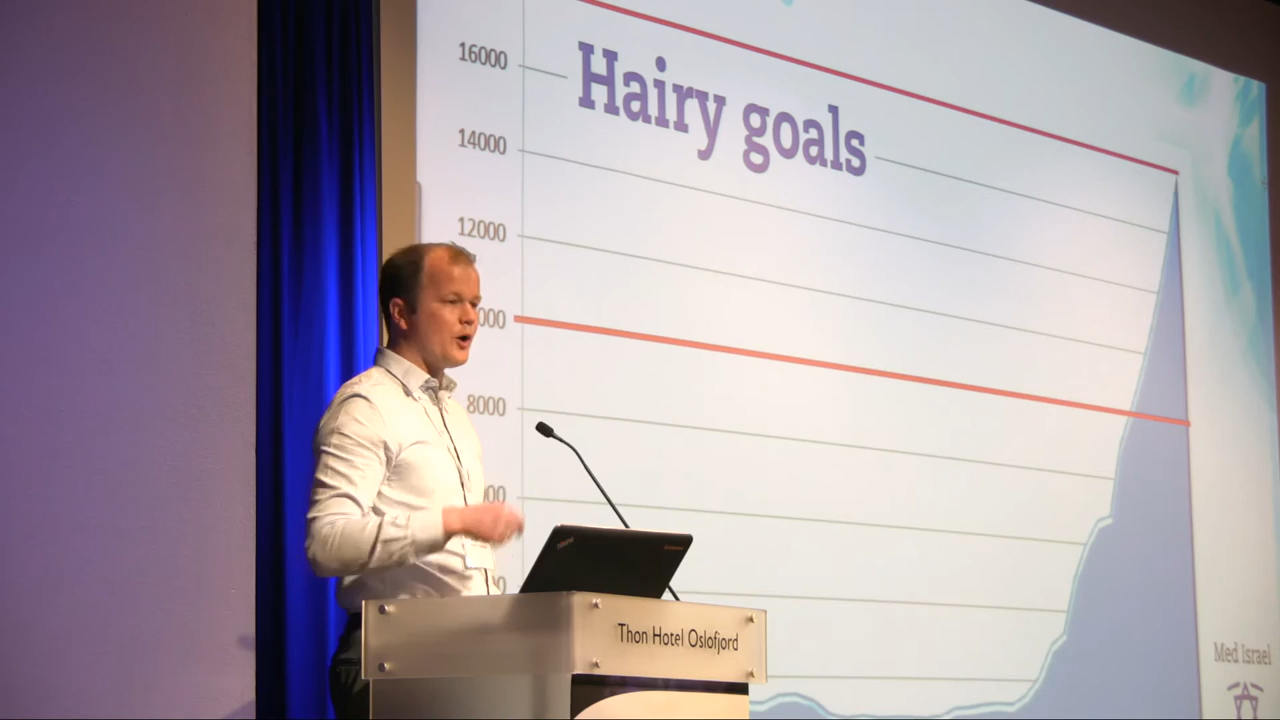 16000
Hairy goals
14000
12000
8000
Thon Hotel Oslofjord
Med Israel